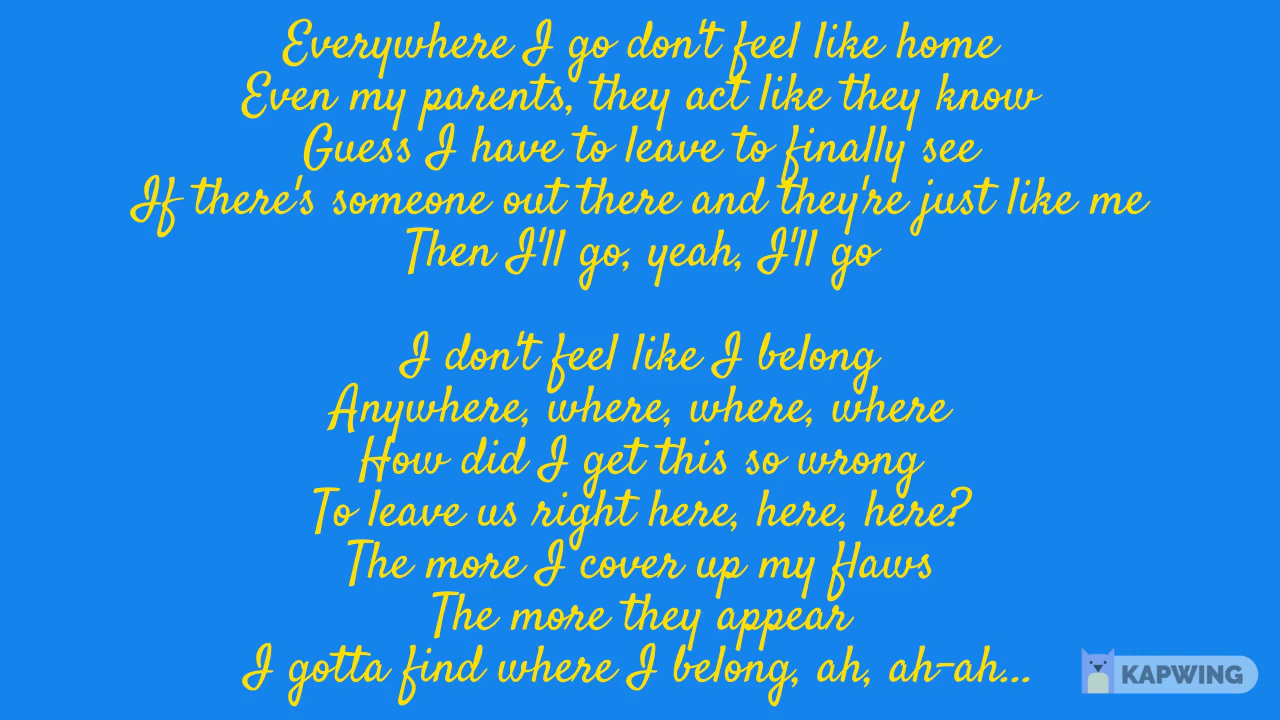 Everywhere I go don't feel like home
Even my parents, they act like they know
Guess I have to leave to finally see
If there's someone out there and they're just like me
Then I'll go, yeah, I'll go
I don't feel like I belong
Anywhere, where, where, where
How did I get this so wrong
To leave us right here, here, here?
The more I cover up my flaws
The more they appear
I gotta find where I belong, ah, ah-ah...
KAPWING